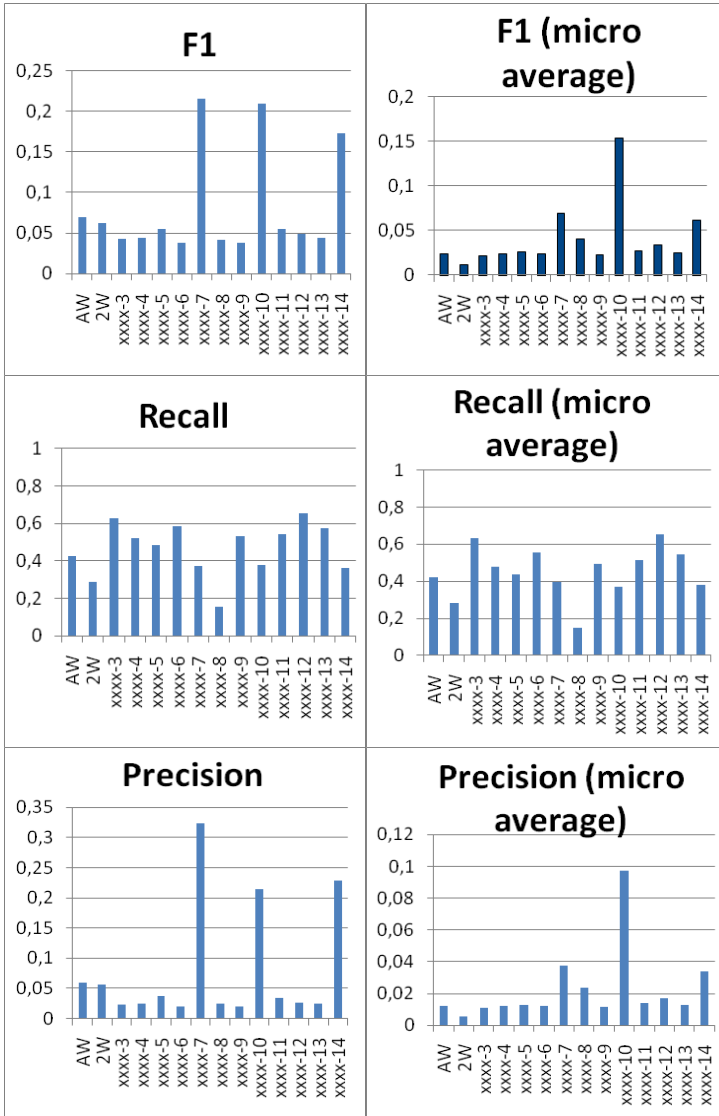 F1
0,25
0,2
0,15
0,1
0,05
0
AW
2W
xxxx-3
xxxx-4
xxxx-5
xxxx-6
xxxx-7
xxxx-8
xxxx-9
xxxx-10
xxxx-11
xxxx-12
xxxx-13
xxxx-14
F1 (micro
average)
0,2
0,15
0,1
0,05
0
AW
2W
xxxx-3
xxxx-4
xxxx-5
xxxx-6
xxxx-7
xxxx-8
xxxx-9
xxxx-10
xxxx-11
xxxx-12
xxxx-13
xxxx-14
Recall
1
0,8
0,6
0,4
0,2
0
AW
2W
xxxx-3
xxxx-4
xxxx-5
xxxx-6
xxxx-7
xxxx-8
xxxx-9
xxxx-10
xxxx-11
xxxx-12
xxxx-13
xxxx-14
Recall (micro
average)
1
0,8
0,6
0,4
0,2
0
AW
2W
xxxx-3
xxxx-4
xxxx-5
xxxx-6
xxxx-7
xxxx-8
xxxx-9
xxxx-10
xxxx-11
xxxx-12
xxxx-13
xxxx-14
Precision
0,35
0,3
0,25
0,2
0,15
0,1
0,05
0
AW
2W
xxxx-3
xxxx-4
xxxx-5
xxxx-6
xxxx-7
xxxx-8
xxxx-9
xxxx-10
xxxx-11
xxxx-12
xxxx-13
xxxx-14
Precision (micro
average)
0,12
0,1
0,08
0,06
0,04
0,02
0
AW
2W
xxxx-3
xxxx-4
xxxx-5
xxxx-6
xxxx-7
xxxx-8
xxxx-9
xxxx-10
xxxx-11
xxxx-12
xxxx-13
xxxx-14